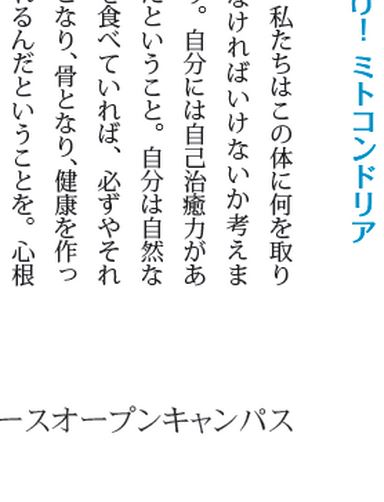 け！ ミトコンドリア
私たちはこの体に何を取り
なければいけないか考えま
す。自分には自己治癒力があ
だということ。自分は自然な
を食べていれば、必ずやそれ
となり、骨となり、健康を作っ
れるんだということを。心根
ースオープンキャンパス